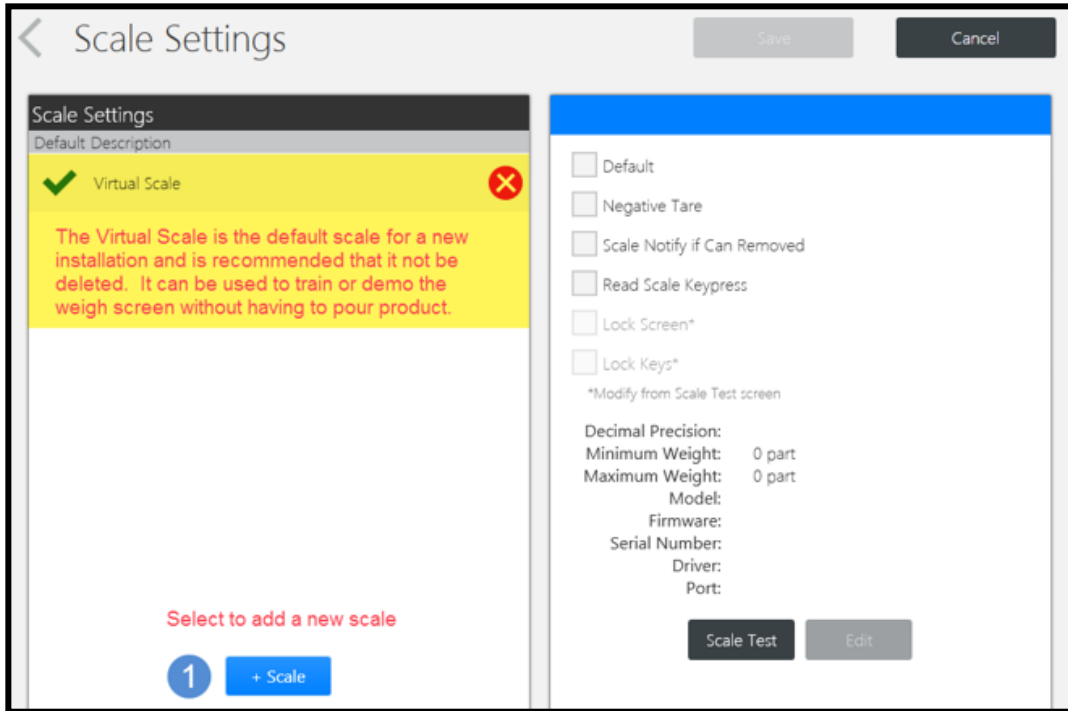 Scale Settings
Save
Cancel
Scale Settings
Default Description
Virtual Scale
The Virtual Scale is the default scale for a new
installation and is recommended that it not be
deleted. It can be used to train or demo the
weigh screen without having to pour product.
Select to add a new scale
1
+ Scale
Default
Negative Tare
Scale Notify if Can Removed
Read Scale Keypress
Lock Screen*
Lock Keys*
*Modify from Scale Test screen
Decimal Precision:
Minimum Weight: 0 part
Maximum Weight: 0 part
Model:
Firmware:
Serial Number:
Driver:
Port:
Scale Test
Edit